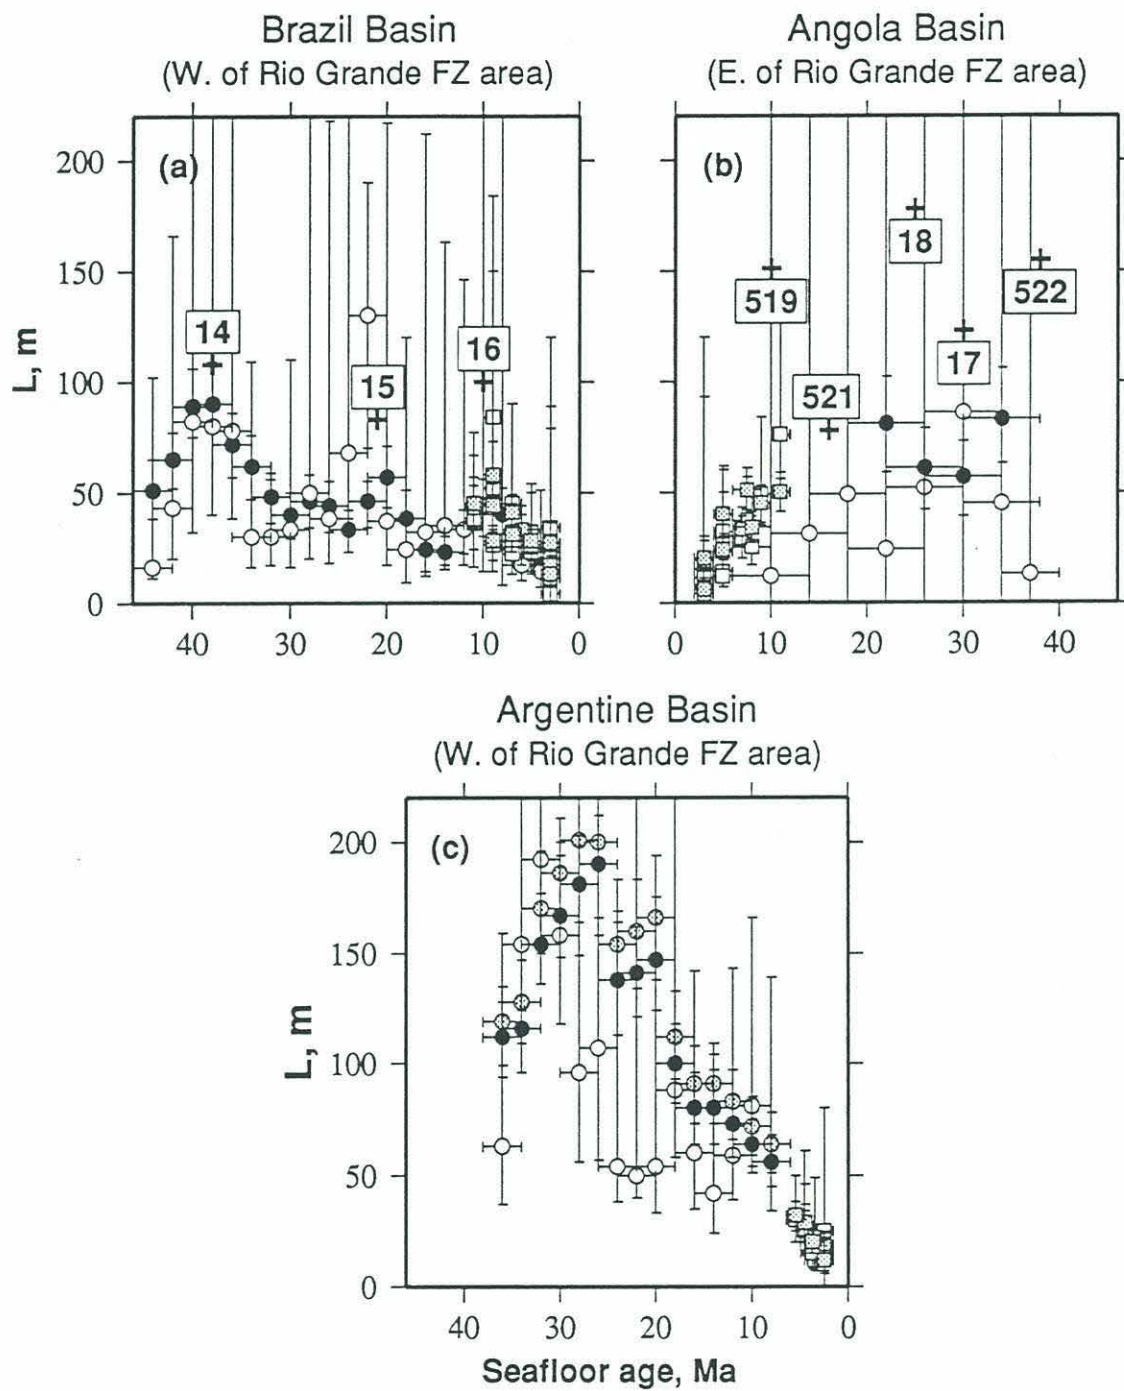 Brazil Basin
(W. of Rio Grande FZ area)
Angola Basin
(E. of Rio Grande FZ area)
L, m
200
150
100
50
0
(a)
14
15
16
40
30
20
10
0
(b)
519
521
18
17
522
0
10
20
30
40
Argentine Basin
(W. of Rio Grande FZ area)
L, m
200
150
100
50
0
(c)
40
30
20
10
0
Seafloor age, Ma